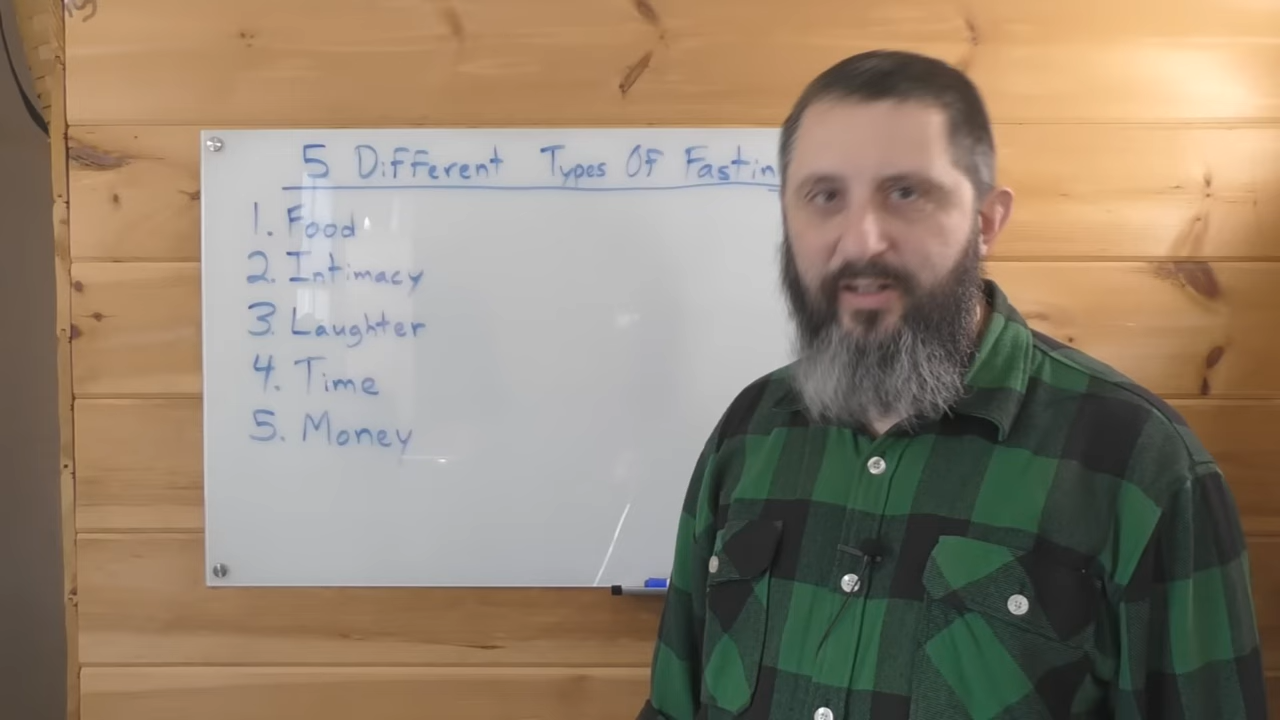 5 Different Types Of Fastin
1. Food
2. Intimacy
3. Laughter
4. Time
5. Money